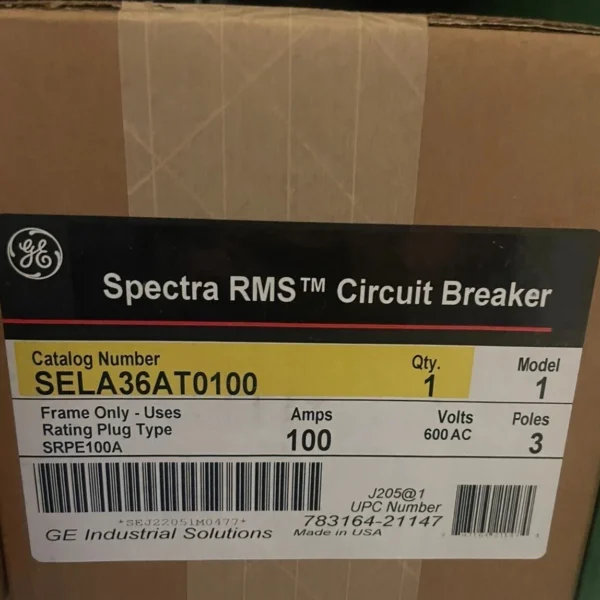 GE
Spectra RMS™ Circuit Breaker
Catalog Number Qty. Model
SELA36AT0100 1 1
Frame Only - Uses Amps Volts Poles
Rating Plug Type 100 600 AC 3
SRPE100A
J205@1
UPC Number
*SEJ22051M0477* 783164-21147
GE Industrial Solutions Made in USA